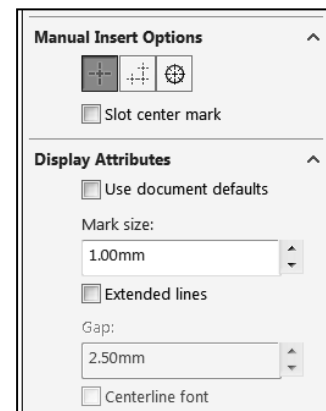 Manual Insert Options
Slot center mark
Display Attributes
Use document defaults
Mark size:
1.00mm
Extended lines
Gap:
2.50mm
Centerline font